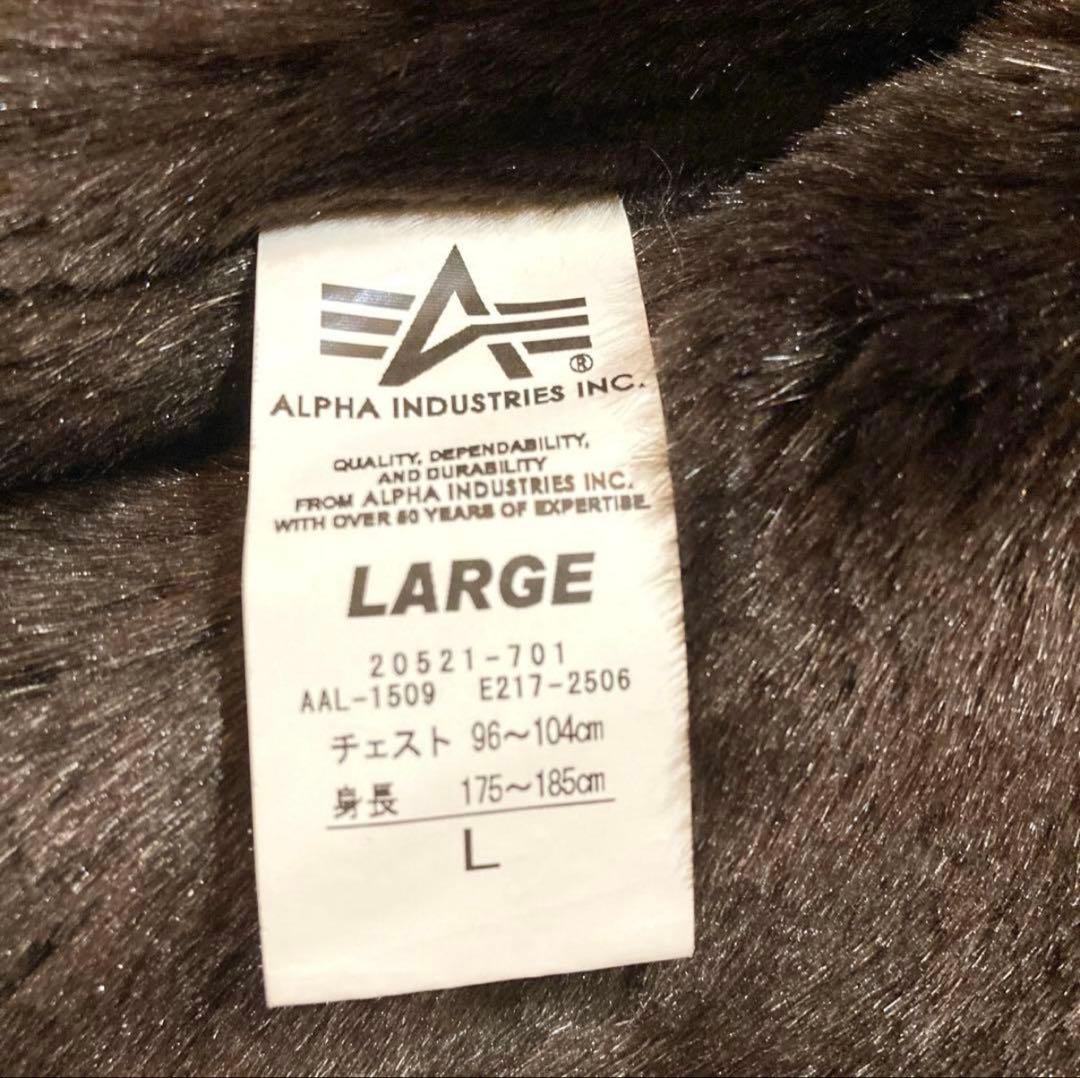 ®
ALPHA INDUSTRIES INC.
QUALITY, DEPENDABILITY,
AND DURABILITY
FROM ALPHA INDUSTRIES INC.
WITH OVER 50 YEARS OF EXPERTISE
LARGE
20521-701
AAL-1509 E217-2506
チェスト 96～104cm
身長 175～185cm
L